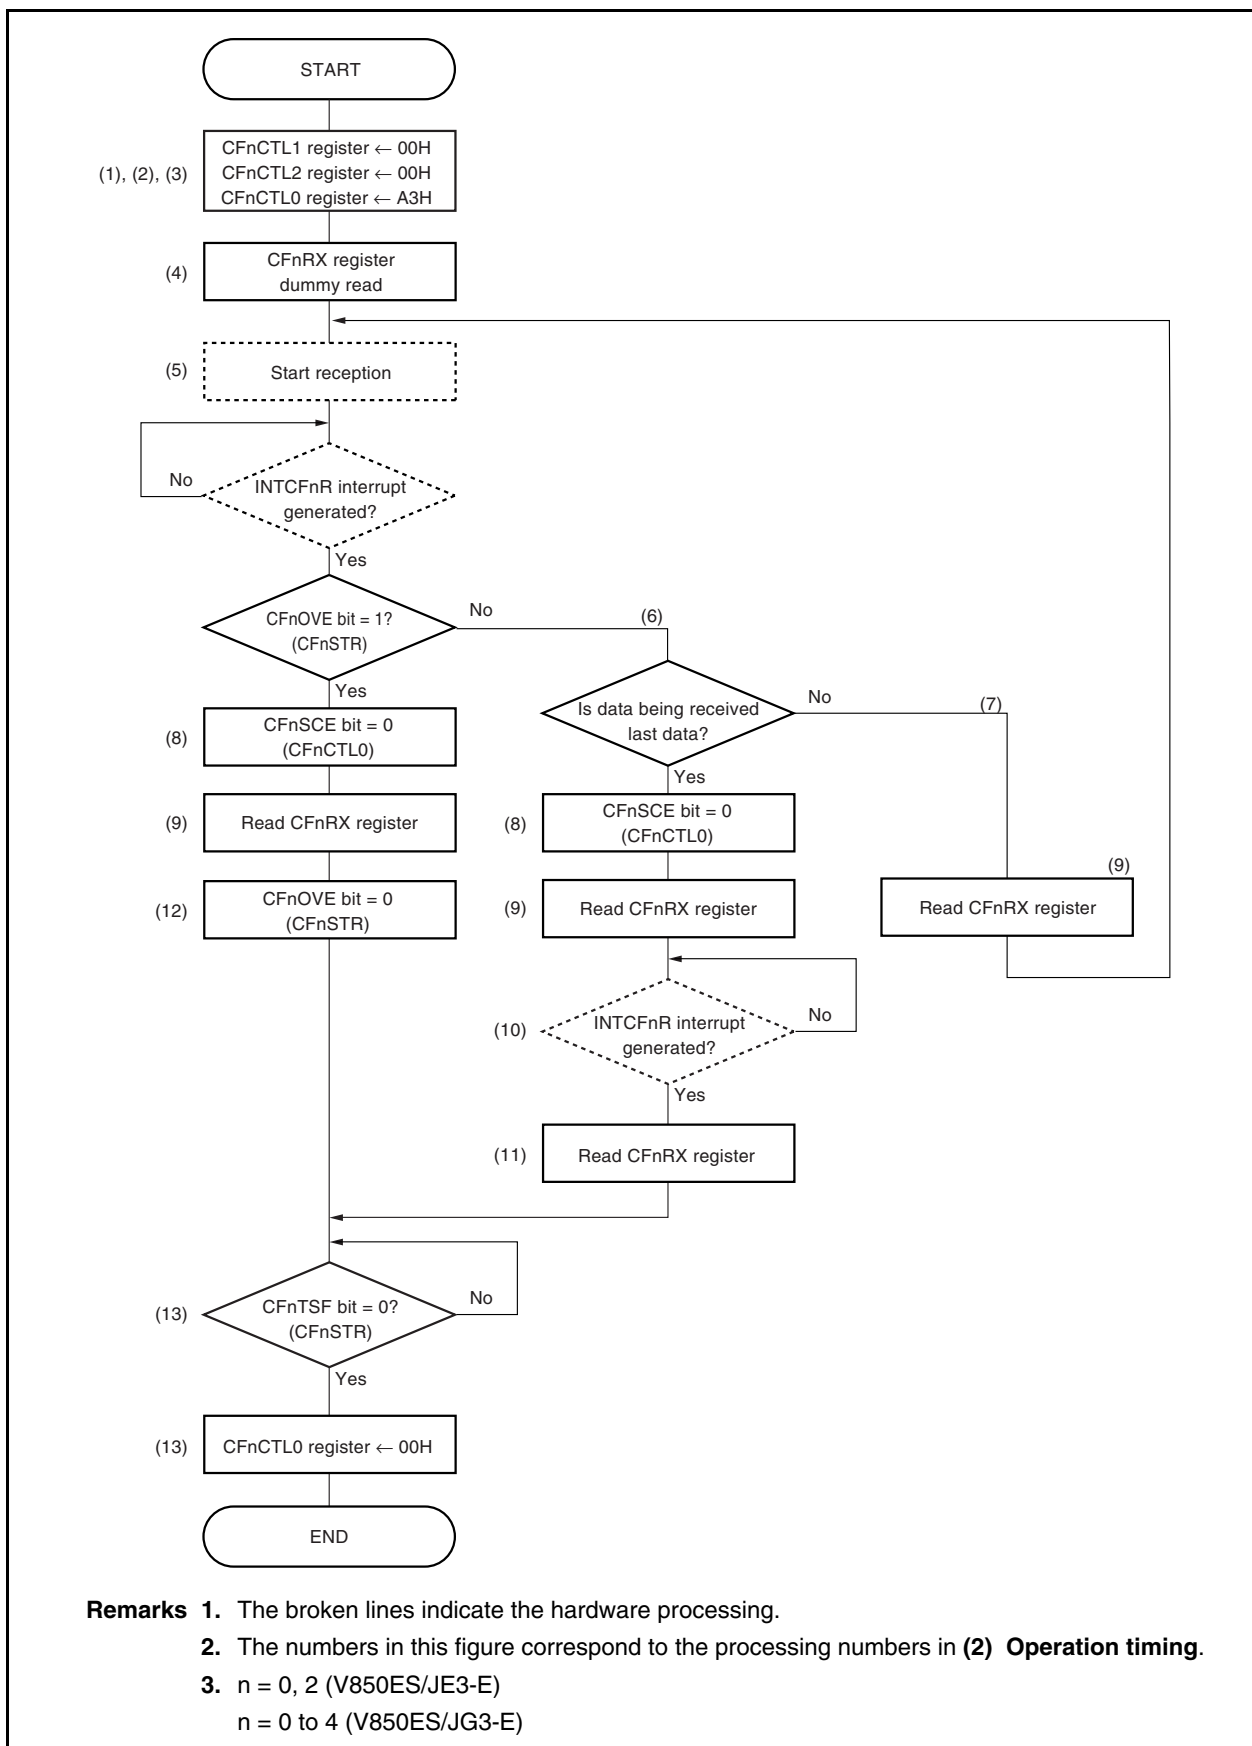 START
(1), (2), (3)
CFnCTL1 register ← 00H
CFnCTL2 register ← 00H
CFnCTL0 register ← A3H
(4)
CFnRX register
dummy read
(5)
Start reception
No
INTCFnR interrupt
generated?
Yes
CFnOVE bit = 1?
(CFnSTR)
No
(6)
Yes
Is data being received
last data?
No
(7)
Yes
(8)
CFnSCE bit = 0
(CFnCTL0)
(8)
CFnSCE bit = 0
(CFnCTL0)
(9)
Read CFnRX register
(9)
Read CFnRX register
(9)
Read CFnRX register
(12)
CFnOVE bit = 0
(CFnSTR)
(10)
INTCFnR interrupt
generated?
No
Yes
(11)
Read CFnRX register
(13)
CFnTSF bit = 0?
(CFnSTR)
No
Yes
(13)
CFnCTL0 register ← 00H
END
Remarks 1. The broken lines indicate the hardware processing.
2. The numbers in this figure correspond to the processing numbers in (2) Operation timing.
3. n = 0, 2 (V850ES/JE3-E)
n = 0 to 4 (V850ES/JG3-E)